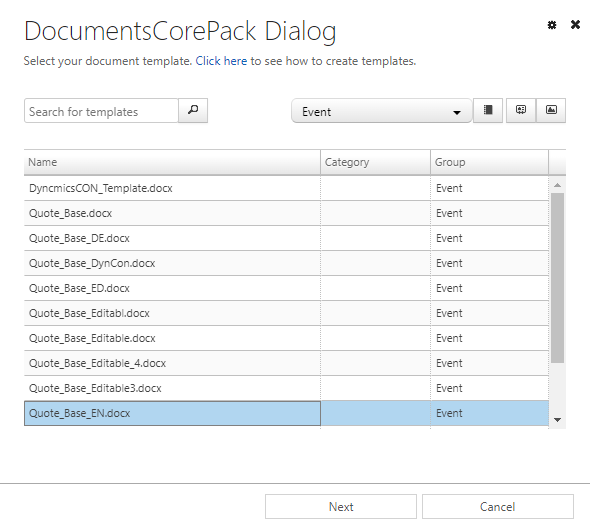 DocumentsCorePack Dialog
Select your document template. Click here to see how to create templates.
Search for templates
Event
Name Category Group
DyncmicsCON_Template.docx Event
Quote_Base.docx Event
Quote_Base_DE.docx Event
Quote_Base_DynCon.docx Event
Quote_Base_ED.docx Event
Quote_Base_Editabl.docx Event
Quote_Base_Editable.docx Event
Quote_Base_Editable_4.docx Event
Quote_Base_Editable3.docx Event
Quote_Base_EN.docx Event
Next Cancel